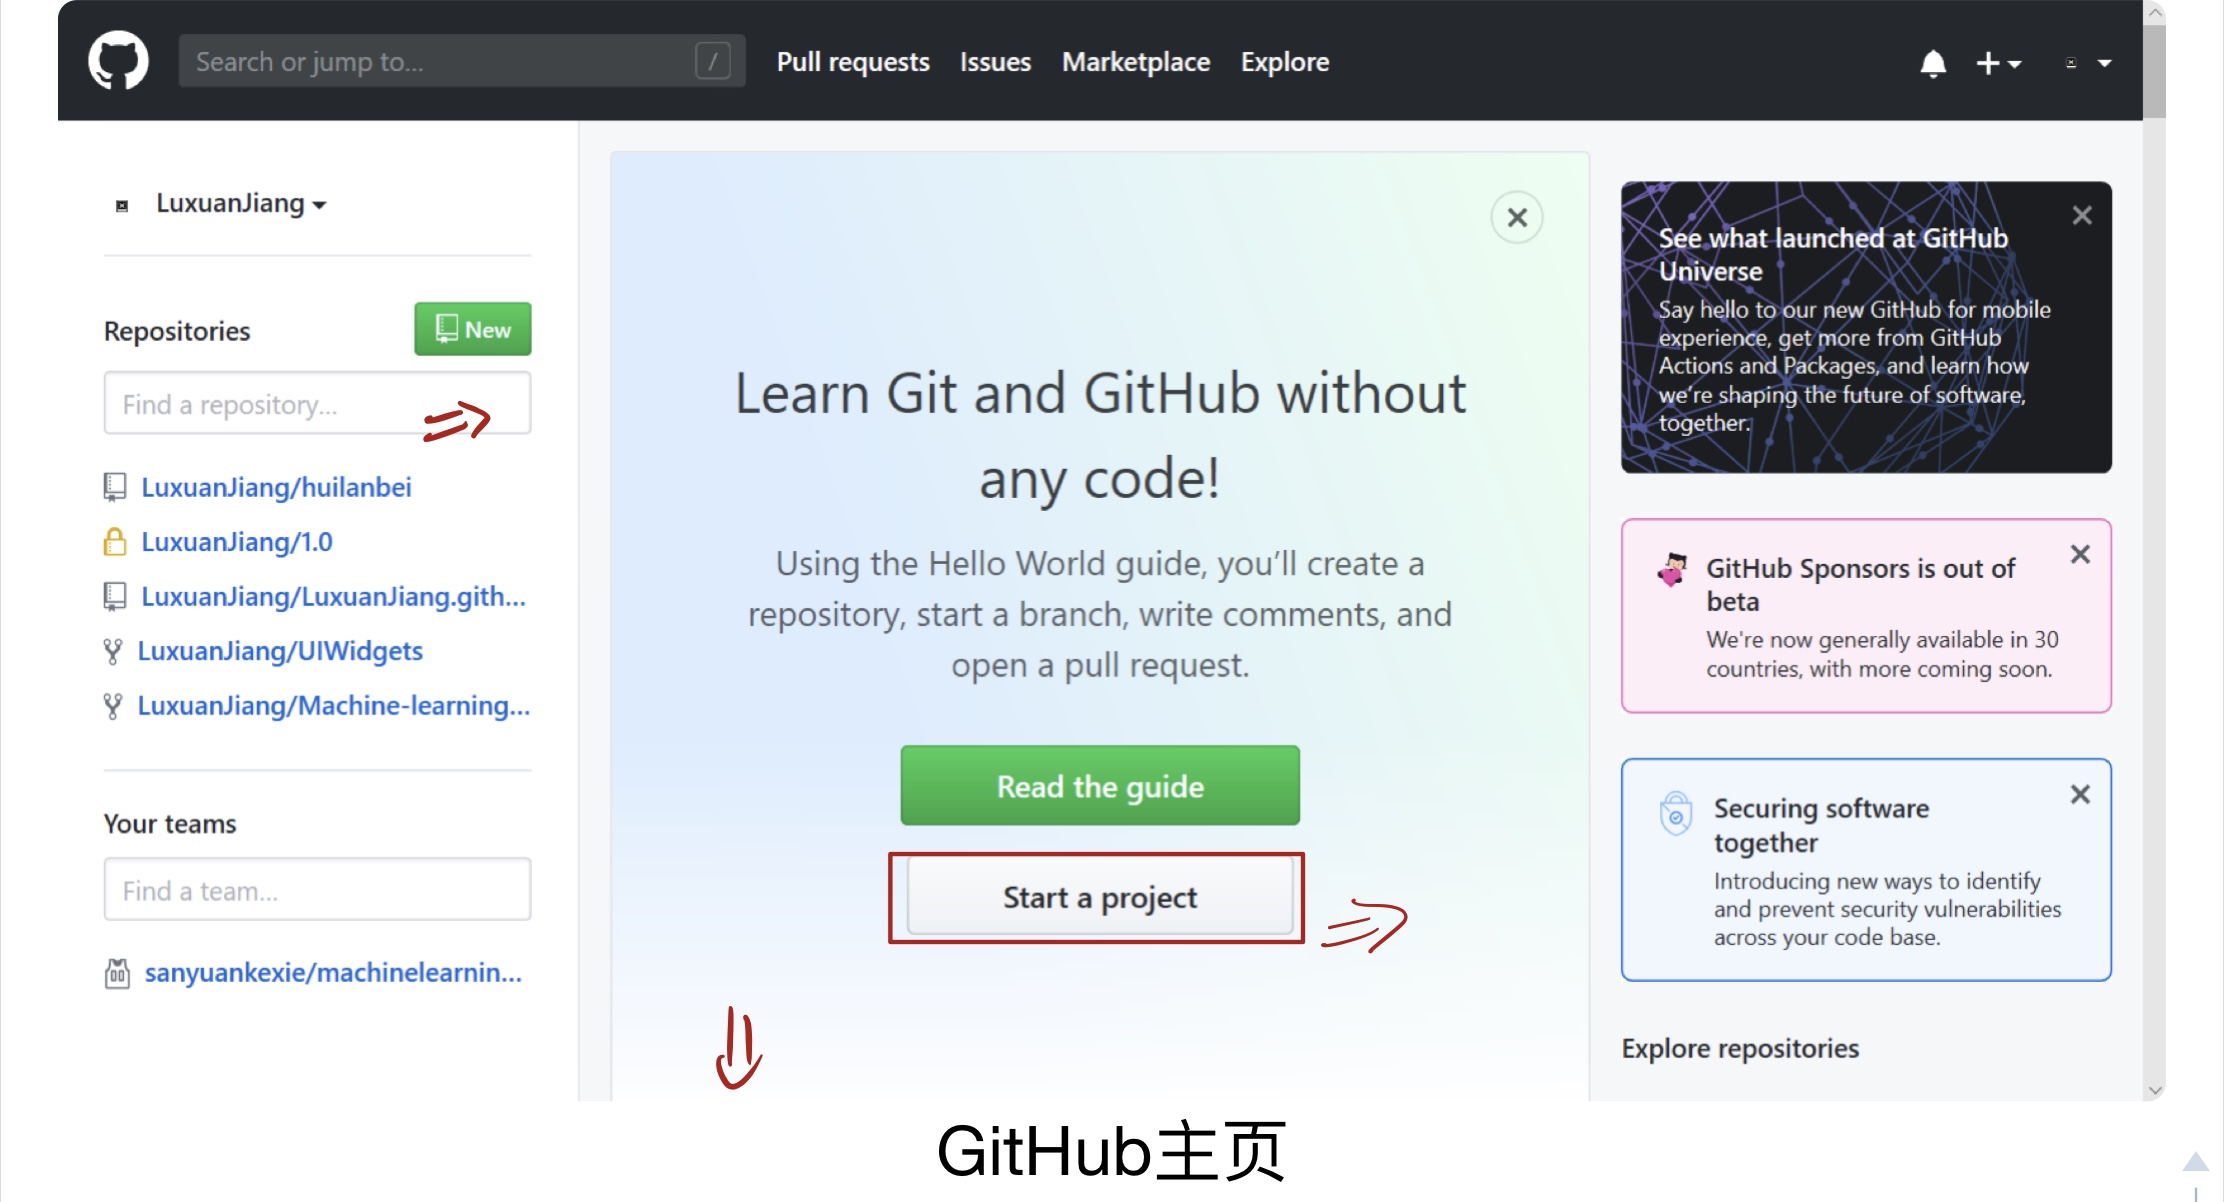 Search or jump to...
/
Pull requests
Issues
Marketplace
Explore
LuxuanJiang
Repositories
New
Find a repository...
LuxuanJiang/huilanbei
LuxuanJiang/1.0
LuxuanJiang/LuxuanJiang.gith...
LuxuanJiang/UIWidgets
LuxuanJiang/Machine-learning...
Your teams
Find a team...
sanyuankexie/machinelearnin...
Learn Git and GitHub without
any code!
Using the Hello World guide, you’ll create a
repository, start a branch, write comments, and
open a pull request.
Read the guide
Start a project
See what launched at GitHub
Universe
Say hello to our new GitHub for mobile
experience, get more from GitHub
Actions and Packages, and learn how
we’re shaping the future of software,
together.
GitHub Sponsors is out of
beta
We're now generally available in 30
countries, with more coming soon.
Securing software
together
Introducing new ways to identify
and prevent security vulnerabilities
across your code base.
Explore repositories
GitHub主页